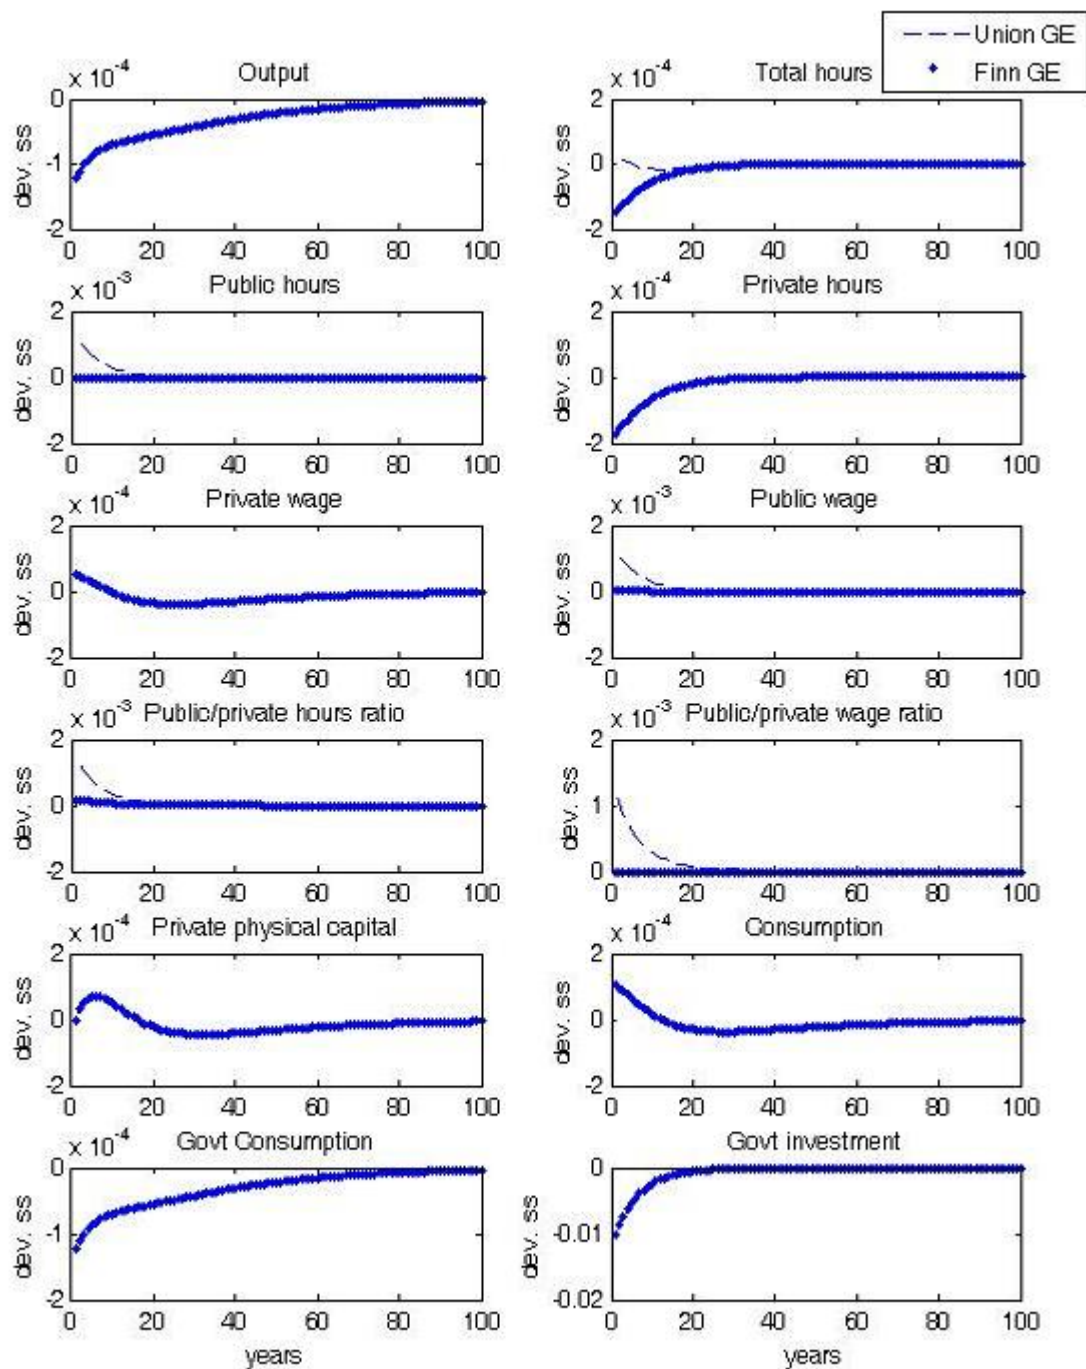 Union GE
Finn GE
x 10^-4
Output
0
-1
-2
dev. ss
0 20 40 60 80 100
x 10^-4
Total hours
2
0
-2
dev. ss
0 20 40 60 80 100
x 10^-3
Public hours
2
0
-2
dev. ss
0 20 40 60 80 100
x 10^-4
Private hours
2
0
-2
dev. ss
0 20 40 60 80 100
x 10^-4
Private wage
2
0
-2
dev. ss
0 20 40 60 80 100
x 10^-3
Public wage
2
0
-2
dev. ss
0 20 40 60 80 100
x 10^-3
Public/private hours ratio
2
0
-2
dev. ss
0 20 40 60 80 100
x 10^-3
Public/private wage ratio
2
1
0
dev. ss
0 20 40 60 80 100
x 10^-4
Private physical capital
2
0
-2
dev. ss
0 20 40 60 80 100
x 10^-4
Consumption
2
0
-2
dev. ss
0 20 40 60 80 100
x 10^-4
Govt Consumption
0
-1
-2
dev. ss
0 20 40 60 80 100
years
Govt investment
0
-0.01
-0.02
dev. ss
0 20 40 60 80 100
years